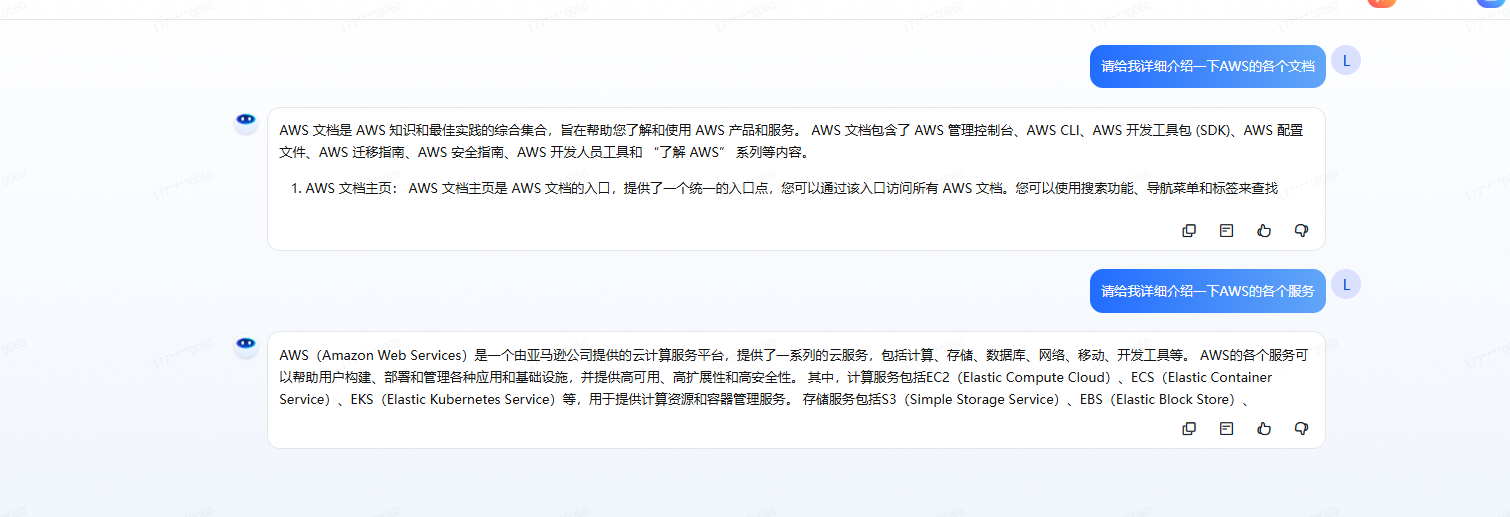 请给我详细介绍一下AWS的各个文档
L
AWS 文档是 AWS 知识和最佳实践的综合集合，旨在帮助您了解和使用 AWS 产品和服务。 AWS 文档包含了 AWS 管理控制台、AWS CLI、AWS 开发工具包 (SDK)、AWS 配置
文件、AWS 迁移指南、AWS 安全指南、AWS 开发人员工具和 “了解 AWS” 系列等内容。
1. AWS 文档主页： AWS 文档主页是 AWS 文档的入口，提供了一个统一的入口点，您可以通过该入口访问所有 AWS 文档。您可以使用搜索功能、导航菜单和标签来查找
请给我详细介绍一下AWS的各个服务
L
AWS（Amazon Web Services）是一个由亚马逊公司提供的云计算服务平台，提供了一系列的云服务，包括计算、存储、数据库、网络、移动、开发工具等。 AWS的各个服务可
以帮助用户构建、部署和管理各种应用和基础设施，并提供高可用、高扩展性和高安全性。 其中，计算服务包括EC2（Elastic Compute Cloud）、ECS（Elastic Container
Service）、EKS（Elastic Kubernetes Service）等，用于提供计算资源和容器管理服务。 存储服务包括S3（Simple Storage Service）、EBS（Elastic Block Store）、